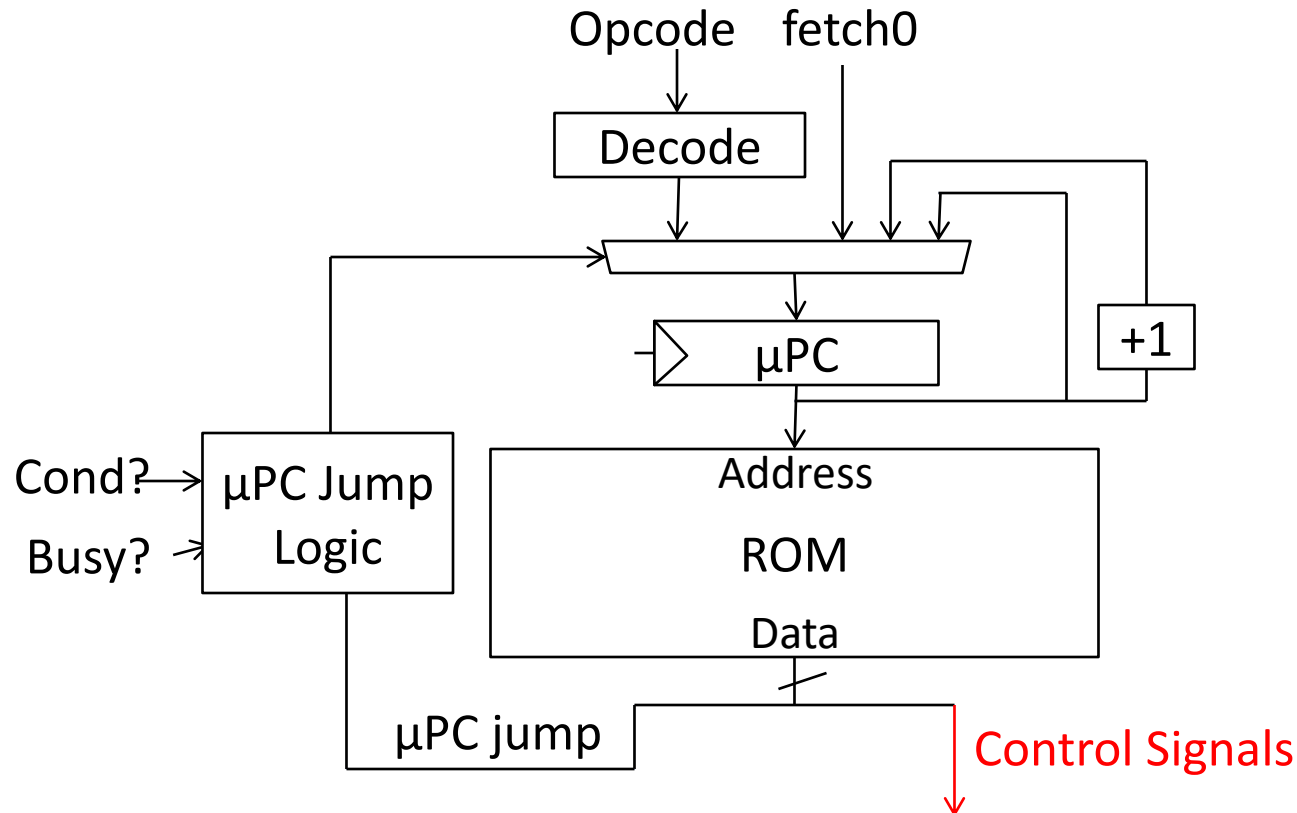 Opcode
fetch0
Decode
+1
µPC
Cond?
µPC Jump
Logic
Busy?
Address
ROM
Data
µPC jump
Control Signals